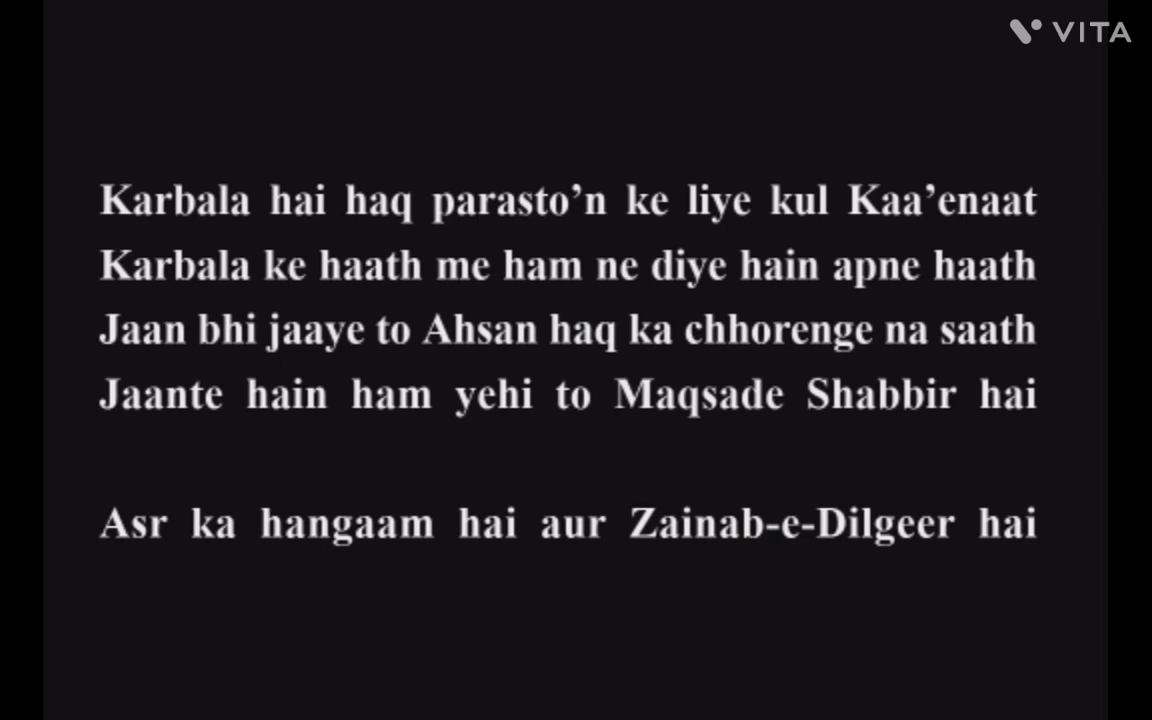 VITA
Karbala hai haq parasto’n ke liye kul Kaa’enaat
Karbala ke haath me ham ne diye hain apne haath
Jaan bhi jaaye to Ahsan haq ka chhorenge na saath
Jaante hain ham yehi to Maqsade Shabbir hai
Asr ka hangaam hai aur Zainab-e-Dilgeer hai